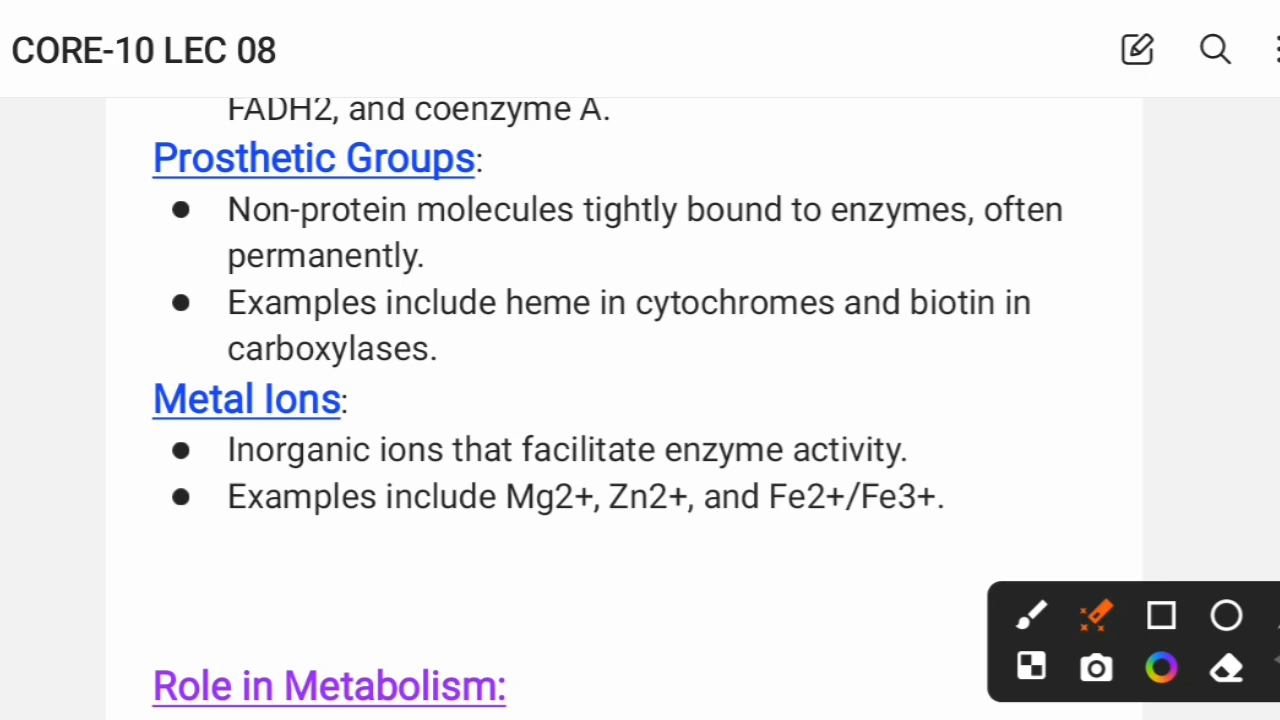 CORE-10 LEC 08
FADH2, and coenzyme A.
Prosthetic Groups:
● Non-protein molecules tightly bound to enzymes, often
permanently.
● Examples include heme in cytochromes and biotin in
carboxylases.
Metal Ions:
● Inorganic ions that facilitate enzyme activity.
● Examples include Mg2+, Zn2+, and Fe2+/Fe3+.
Role in Metabolism: